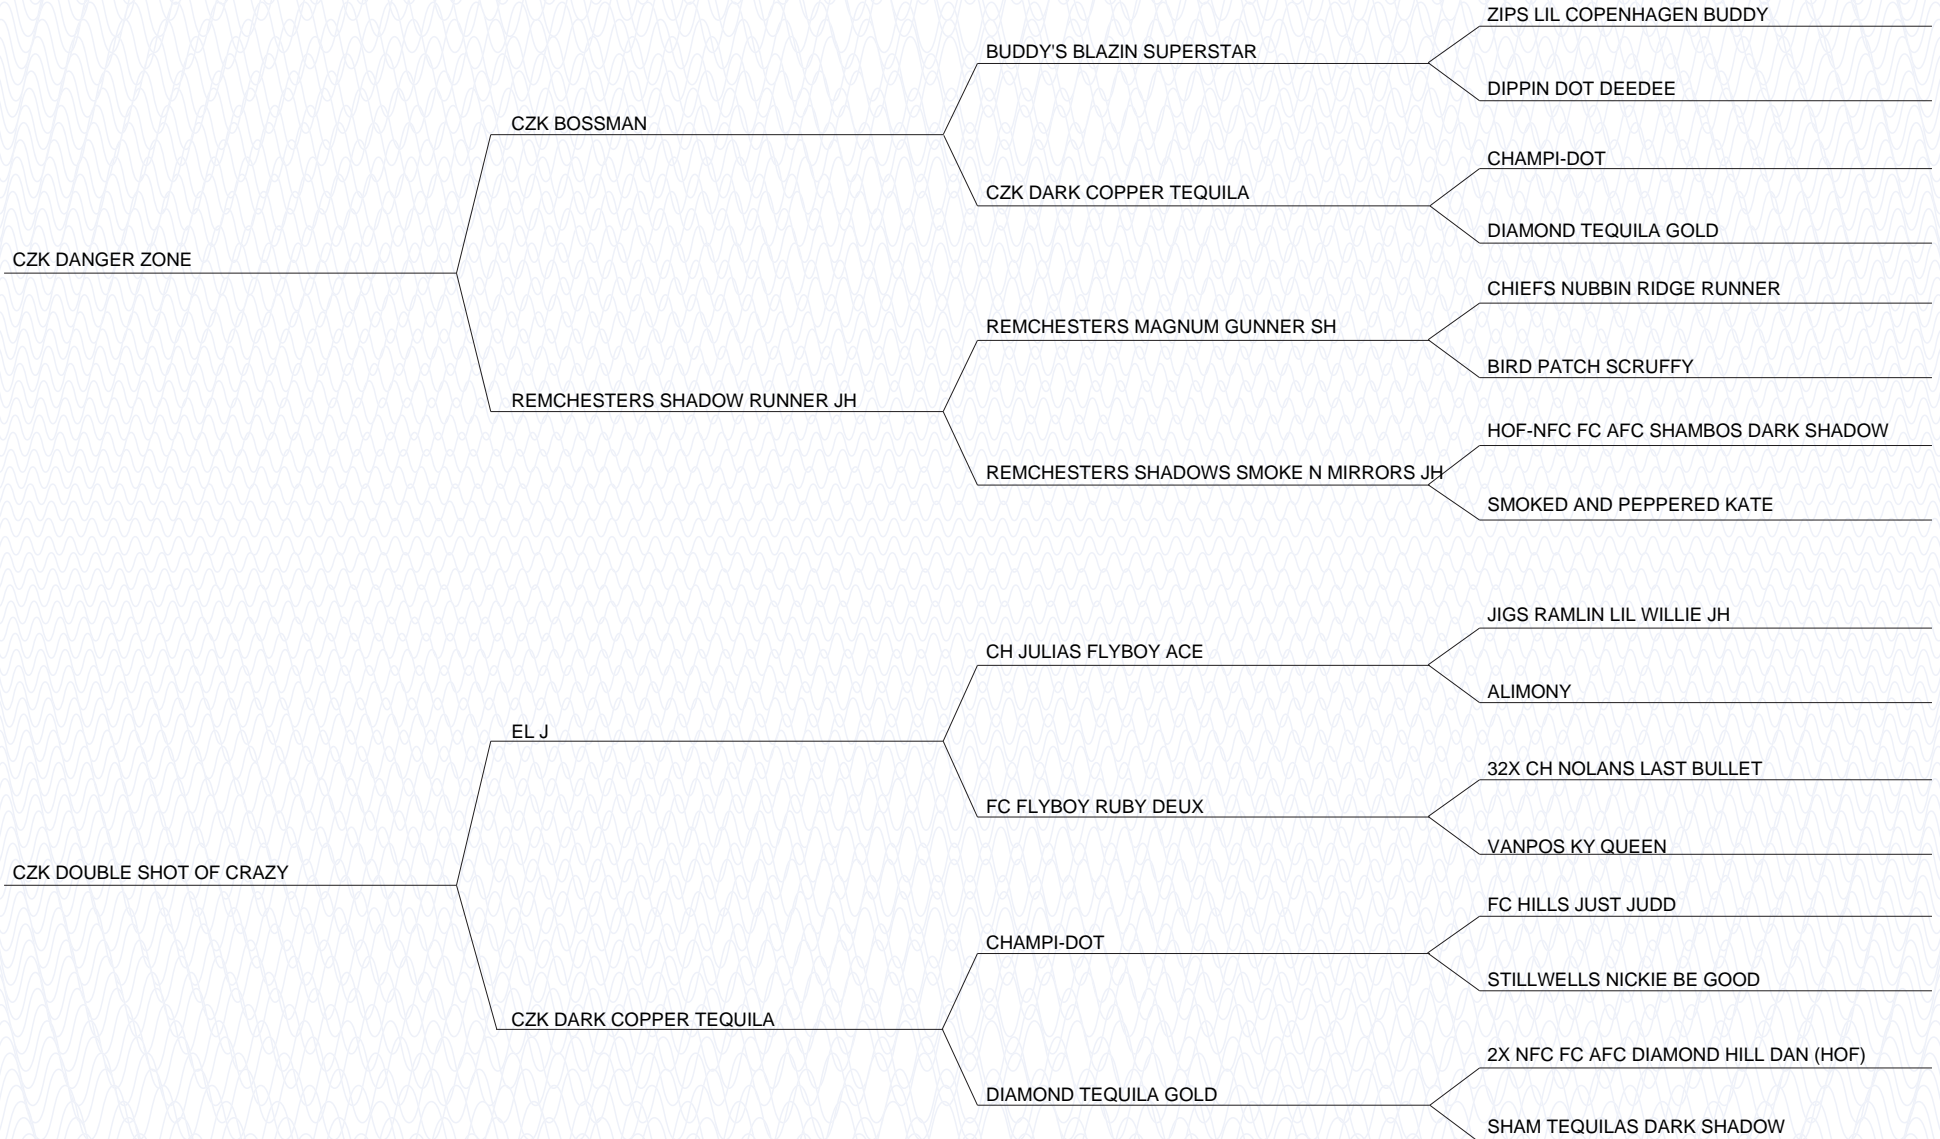 ZIPS LIL COPENHAGEN BUDDY
BUDDY'S BLAZIN SUPERSTAR
DIPPIN DOT DEEDEE
CZK BOSSMAN
CHAMPI-DOT
CZK DARK COPPER TEQUILA
DIAMOND TEQUILA GOLD
CZK DANGER ZONE
CHIEFS NUBBIN RIDGE RUNNER
REMCHESTERS MAGNUM GUNNER SH
BIRD PATCH SCRUFFY
REMCHESTERS SHADOW RUNNER JH
HOF-NFC FC AFC SHAMBOS DARK SHADOW
REMCHESTERS SHADOWS SMOKE N MIRRORS JH
SMOKED AND PEPPERED KATE
JIGS RAMLIN LIL WILLIE JH
CH JULIAS FLYBOY ACE
ALIMONY
EL J
32X CH NOLANS LAST BULLET
FC FLYBOY RUBY DEUX
VANPOS KY QUEEN
CZK DOUBLE SHOT OF CRAZY
FC HILLS JUST JUDD
CHAMPI-DOT
STILLWELLS NICKIE BE GOOD
CZK DARK COPPER TEQUILA
2X NFC FC AFC DIAMOND HILL DAN (HOF)
DIAMOND TEQUILA GOLD
SHAM TEQUILAS DARK SHADOW